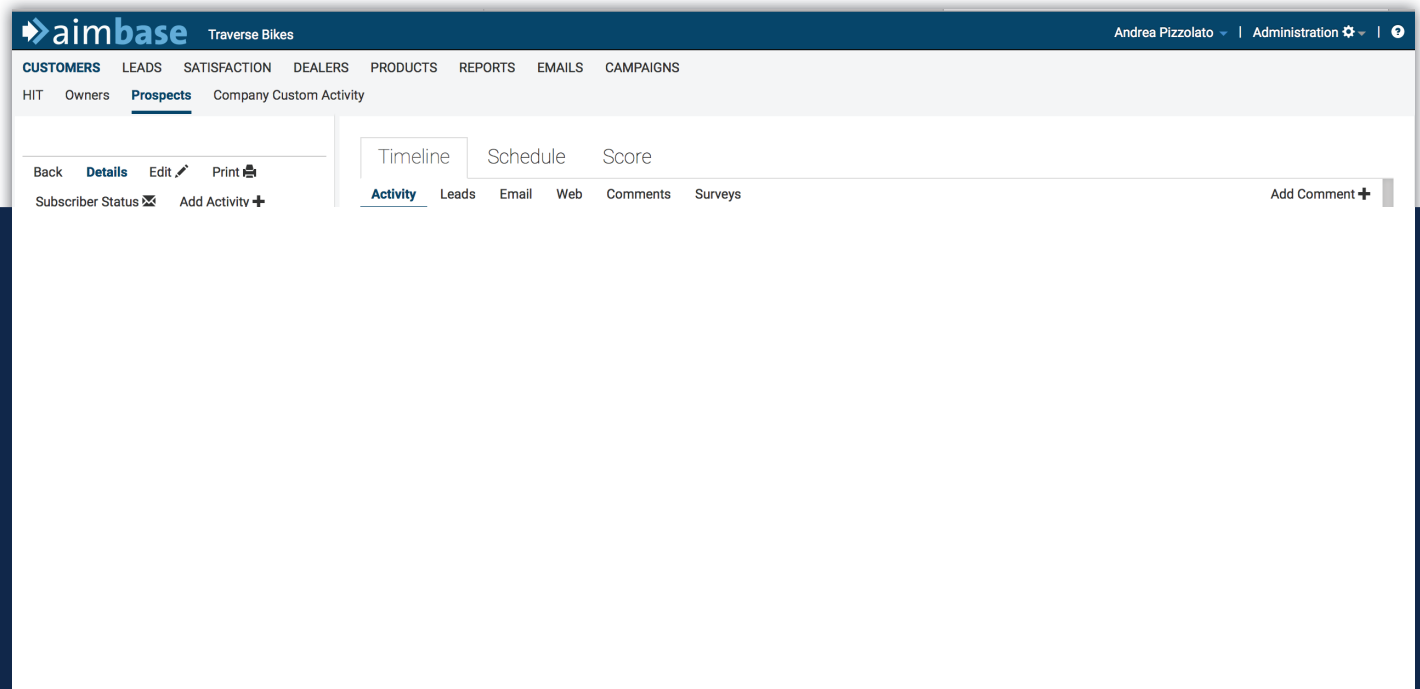 aimbase Traverse Bikes Andrea Pizzolato | Administration |
CUSTOMERS LEADS SATISFACTION DEALERS PRODUCTS REPORTS EMAILS CAMPAIGNS
HIT Owners Prospects Company Custom Activity
Timeline Schedule Score
Back Details Edit Print
Activity Leads Email Web Comments Surveys Add Comment
Subscriber Status Add Activity